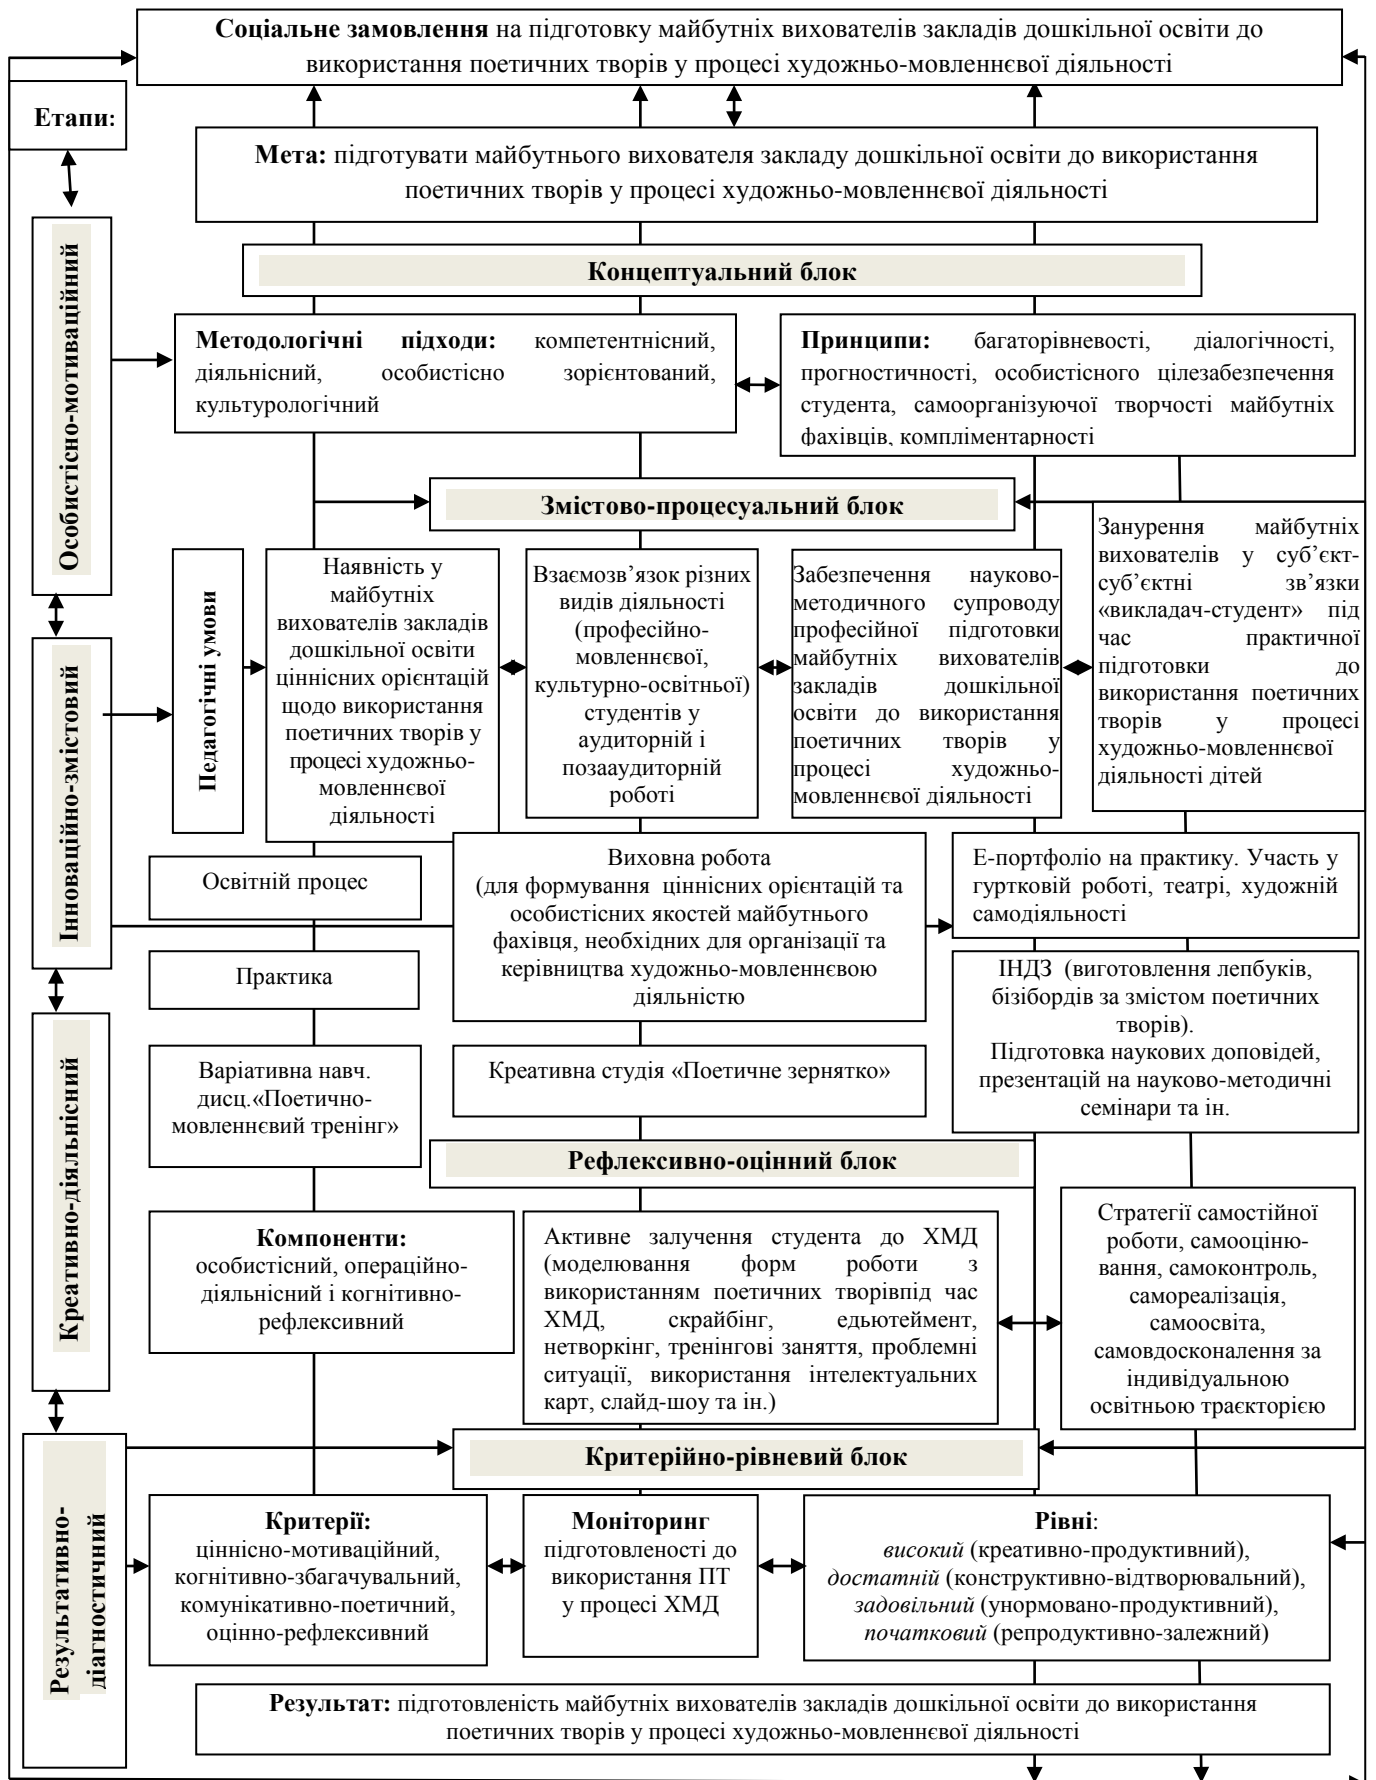 Соціальне замовлення на підготовку майбутніх вихователів закладів дошкільної освіти до
використання поетичних творів у процесі художньо-мовленнєвої діяльності
Етапи:
Мета: підготувати майбутнього вихователя закладу дошкільної освіти до використання
поетичних творів у процесі художньо-мовленнєвої діяльності
Особистісно-мотиваційний
Концептуальний блок
Методологічні підходи: компетентнісний,
діяльнісний, особистісно зорієнтований,
культурологічний
Принципи: багаторівневості, діалогічності,
прогностичності, особистісного цілезабезпечення
студента, самоорганізуючої творчості майбутніх
фахівців, компліментарності
Змістово-процесуальний блок
Інноваційно-змістовий
Педагогічні умови
Наявність у
майбутніх
вихователів закладів
дошкільної освіти
ціннісних орієнтацій
щодо використання
поетичних творів у
процесі художньо-
мовленнєвої
діяльності
Взаємозв’язок різних
видів діяльності
(професійно-
мовленнєвої,
культурно-освітньої)
студентів у
аудиторній і
позааудиторній
роботі
Забезпечення науково-
методичного супроводу
професійної підготовки
майбутніх вихователів
закладів дошкільної
освіти до використання
поетичних творів у
процесі художньо-
мовленнєвої діяльності
Занурення майбутніх
вихователів у суб’єкт-
суб’єктні зв’язки
«викладач-студент» під
час практичної
підготовки до
використання поетичних
творів у процесі
художньо-мовленнєвої
діяльності дітей
Освітній процес
Виховна робота
(для формування ціннісних орієнтацій та
особистісних якостей майбутнього
фахівця, необхідних для організації та
керівництва художньо-мовленнєвою
діяльністю
Е-портфоліо на практику. Участь у
гуртковій роботі, театрі, художній
самодіяльності
Практика
ІНДЗ (виготовлення лепбуків,
бізібордів за змістом поетичних
творів).
Підготовка наукових доповідей,
презентацій на науково-методичні
семінари та ін.
Креативно-діяльнісний
Варіативна навч.
дисц.«Поетично-
мовленнєвий тренінг»
Креативна студія «Поетичне зернятко»
Рефлексивно-оцінний блок
Компоненти:
особистісний, операційно-
діяльнісний і когнітивно-
рефлексивний
Активне залучення студента до ХМД
(моделювання форм роботи з
використанням поетичних творівпід час
ХМД, скрайбінг, едьютеймент,
нетворкінг, тренінгові заняття, проблемні
ситуації, використання інтелектуальних
карт, слайд-шоу та ін.)
Стратегії самостійної
роботи, самооціню-
вання, самоконтроль,
самореалізація,
самоосвіта,
самовдосконалення за
індивідуальною
освітньою траєкторією
Критерійно-рівневий блок
Результативно-
діагностичний
Критерії:
ціннісно-мотиваційний,
когнітивно-збагачувальний,
комунікативно-поетичний,
оцінно-рефлексивний
Моніторинг
підготовленості до
використання ПТ
у процесі ХМД
Рівні:
високий (креативно-продуктивний),
достатній (конструктивно-відтворювальний),
задовільний (унормовано-продуктивний),
початковий (репродуктивно-залежний)
Результат: підготовленість майбутніх вихователів закладів дошкільної освіти до використання
поетичних творів у процесі художньо-мовленнєвої діяльності